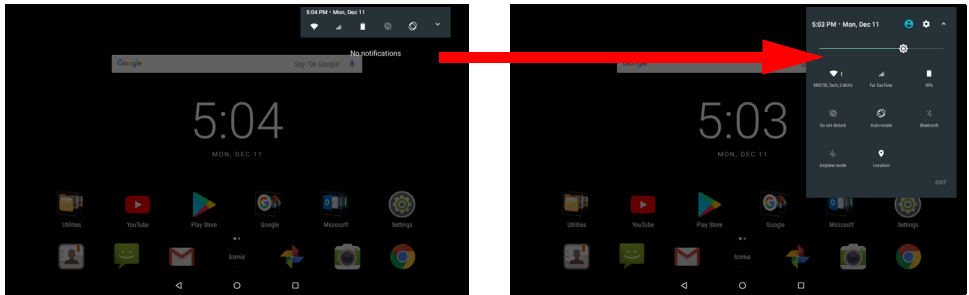 5:04 PM • Mon, Dec 11
No notifications
Google
Say "Ok Google"
5:04
MON, DEC 11
Utilities
YouTube
Play Store
Google
Microsoft
Settings
Iconia
5:03 PM • Mon, Dec 11
Far EasTone
99%
Do not disturb
Auto-rotate
Bluetooth
Airplane mode
Location
EDIT
5:03
MON, DEC 11
Utilities
YouTube
Play Store
Google
Microsoft
Settings
Iconia